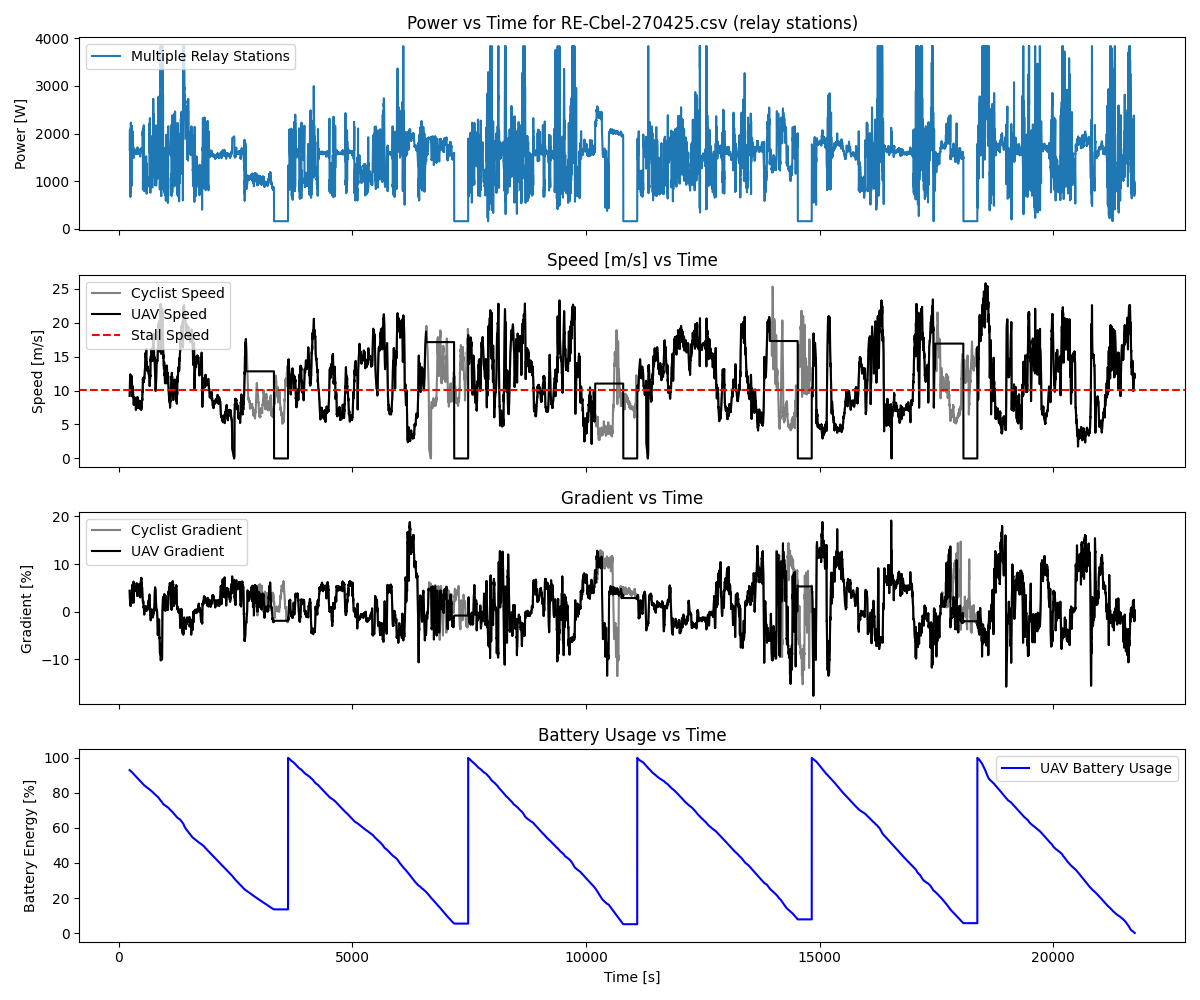 Power vs Time for RE-Cbel-270425.csv (relay stations)
4000
3000
2000
1000
0
Power [W]
Multiple Relay Stations
Speed [m/s] vs Time
25
20
15
10
5
0
Speed [m/s]
Cyclist Speed
UAV Speed
Stall Speed
Gradient vs Time
20
10
0
−10
Gradient [%]
Cyclist Gradient
UAV Gradient
Battery Usage vs Time
100
80
60
40
20
0
Battery Energy [%]
UAV Battery Usage
0 5000 10000 15000 20000
Time [s]